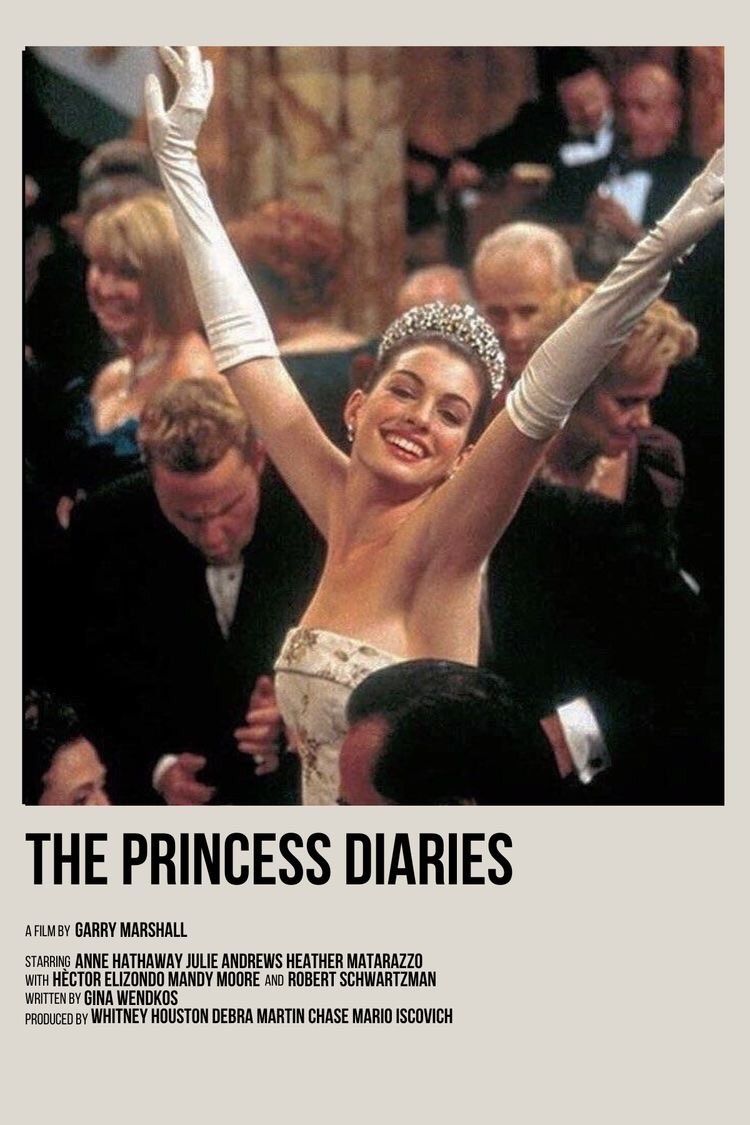 THE PRINCESS DIARIES
A FILM BY GARRY MARSHALL
STARRING ANNE HATHAWAY JULIE ANDREWS HEATHER MATARAZZO
WITH HÈCTOR ELIZONDO MANDY MOORE AND ROBERT SCHWARTZMAN
WRITTEN BY GINA WENDKOS
PRODUCED BY WHITNEY HOUSTON DEBRA MARTIN CHASE MARIO ISCOVICH